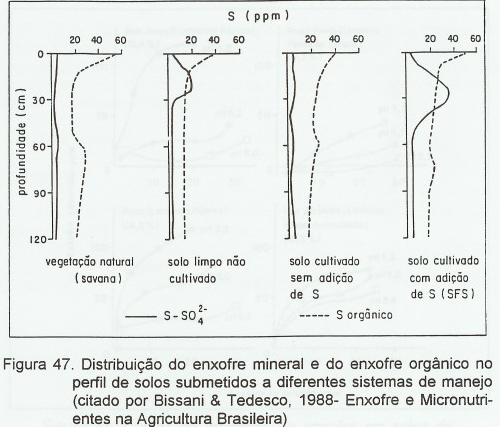 S (ppm)
20 40 60 20 40 60 20 40 60 20 40 60
0
30
60
90
120
profundidade (cm)
vegetação natural
(savana)
solo limpo não
cultivado
solo cultivado
sem adição
de S
solo cultivado
com adição
de S (SFS)
S-SO₄²⁻
S orgânico
Figura 47. Distribuição do enxofre mineral e do enxofre orgânico no
perfil de solos submetidos a diferentes sistemas de manejo
(citado por Bissani & Tedesco, 1988- Enxofre e Micronutri-
entes na Agricultura Brasileira)